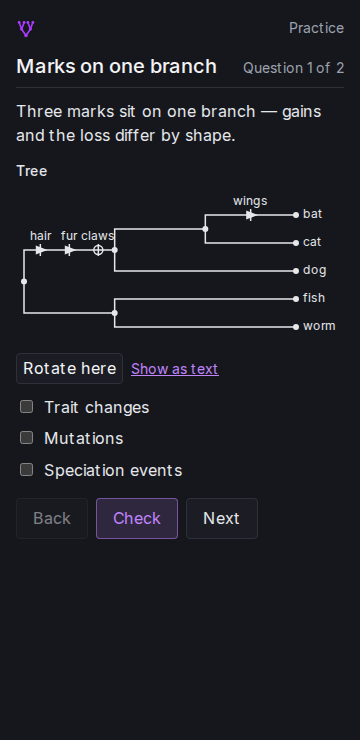 Practice
Marks on one branch
Question 1 of 2
Three marks sit on one branch — gains
and the loss differ by shape.
Tree
wings
bat
hair fur claws
cat
dog
fish
worm
Rotate here
Show as text
Trait changes
Mutations
Speciation events
Back
Check
Next